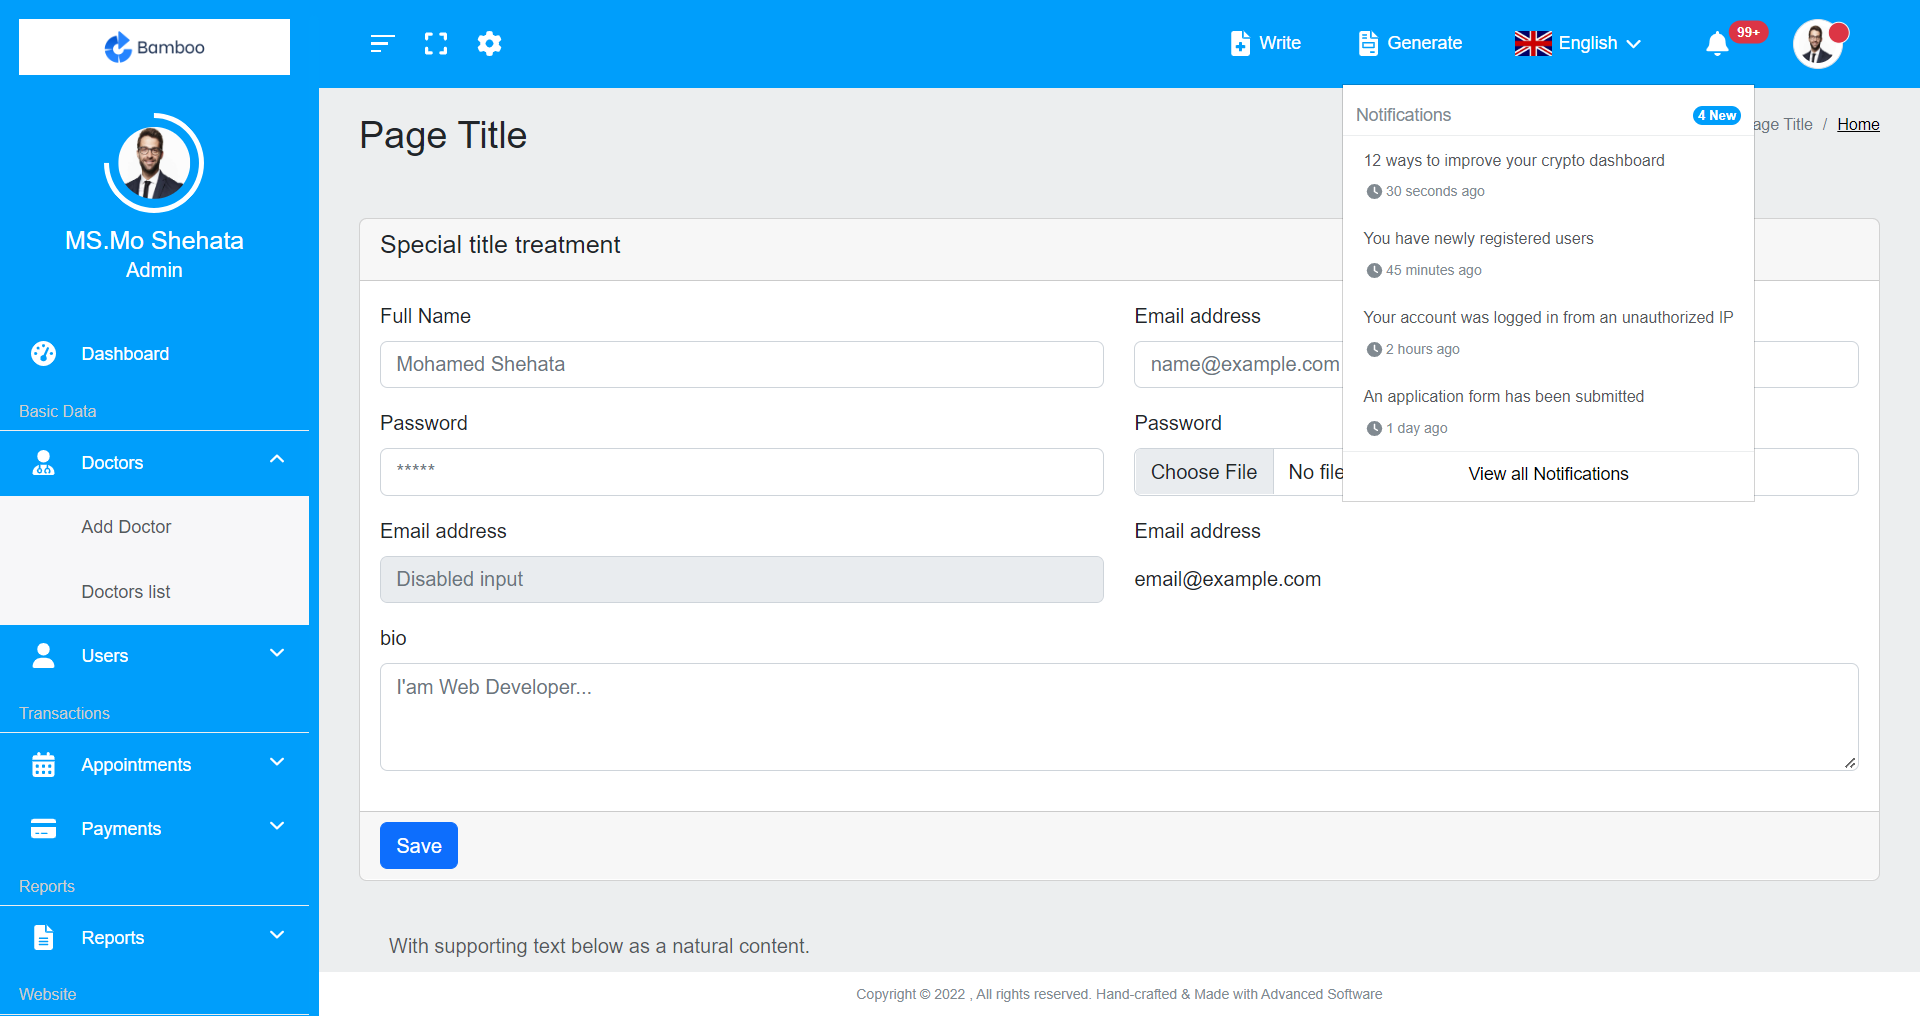 Bamboo
MS.Mo Shehata
Admin
Dashboard
Basic Data
Doctors
Add Doctor
Doctors list
Users
Transactions
Appointments
Payments
Reports
Reports
Website
Write
Generate
English
99+
Page Title
age Title / Home
Notifications
4 New
12 ways to improve your crypto dashboard
30 seconds ago
You have newly registered users
45 minutes ago
Your account was logged in from an unauthorized IP
2 hours ago
An application form has been submitted
1 day ago
View all Notifications
Special title treatment
Full Name
Mohamed Shehata
Email address
name@example.com
Password
*****
Password
Choose File
No file
Email address
Disabled input
Email address
email@example.com
bio
I'am Web Developer...
Save
With supporting text below as a natural content.
Copyright © 2022 , All rights reserved. Hand-crafted & Made with Advanced Software